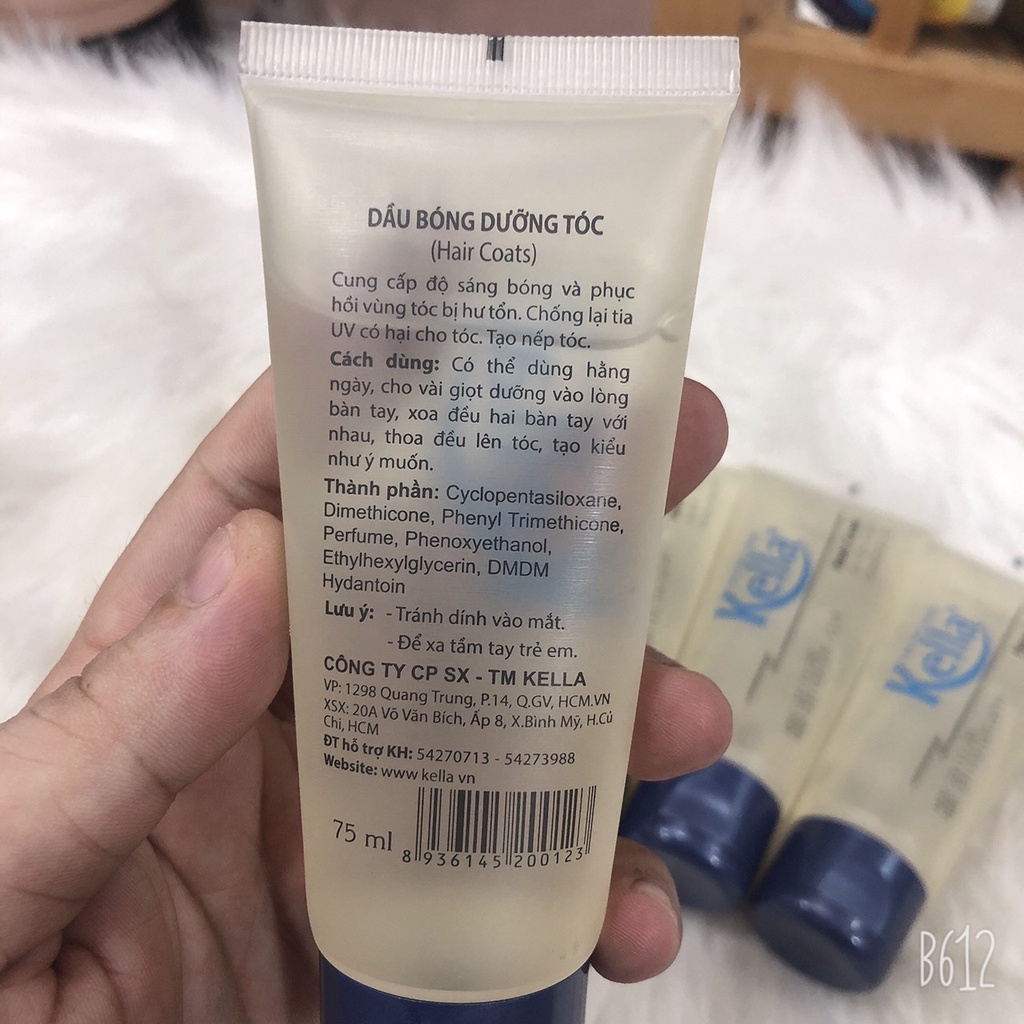 DẦU BÓNG DƯỠNG TÓC
(Hair Coats)
Cung cấp độ sáng bóng và phục
hồi vùng tóc bị hư tổn. Chống lại tia
UV có hại cho tóc. Tạo nếp tóc.
Cách dùng: Có thể dùng hằng
ngày, cho vài giọt dưỡng vào lòng
bàn tay, xoa đều hai bàn tay với
nhau, thoa đều lên tóc, tạo kiểu
như ý muốn.
Thành phần: Cyclopentasiloxane,
Dimethicone, Phenyl Trimethicone,
Perfume, Phenoxyethanol,
Ethylhexylglycerin, DMDM
Hydantoin
Lưu ý: - Tránh dính vào mắt.
- Để xa tầm tay trẻ em.
CÔNG TY CP SX - TM KELLA
VP: 1298 Quang Trung, P.14, Q.GV, HCM.VN
XSX: 20A Võ Văn Bích, Ấp 8, X.Bình Mỹ, H.Củ
Chi, HCM
ĐT hỗ trợ KH: 54270713 - 54273988
Website: www kella vn
75 ml
8 936145 200123
Kella
Kella
B612